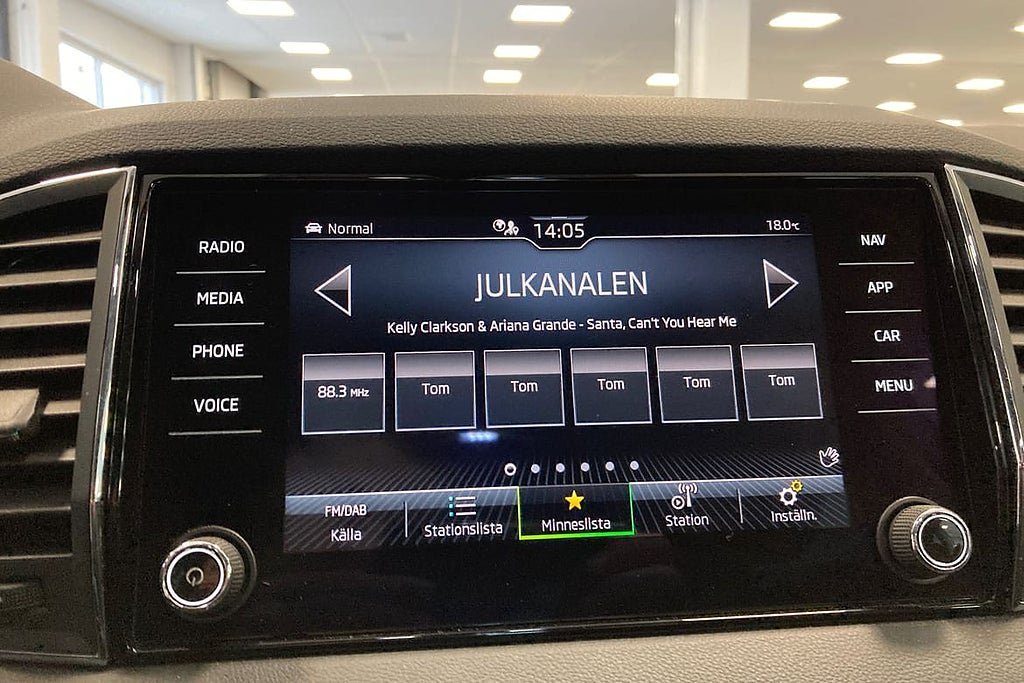 Normal 14:05 18.0°c
RADIO
MEDIA
PHONE
VOICE
JULKANALEN
Kelly Clarkson & Ariana Grande - Santa, Can't You Hear Me
88.3 MHz Tom Tom Tom Tom Tom
FM/DAB
Källa Stationslista Minneslista Station Inställn.
NAV
APP
CAR
MENU